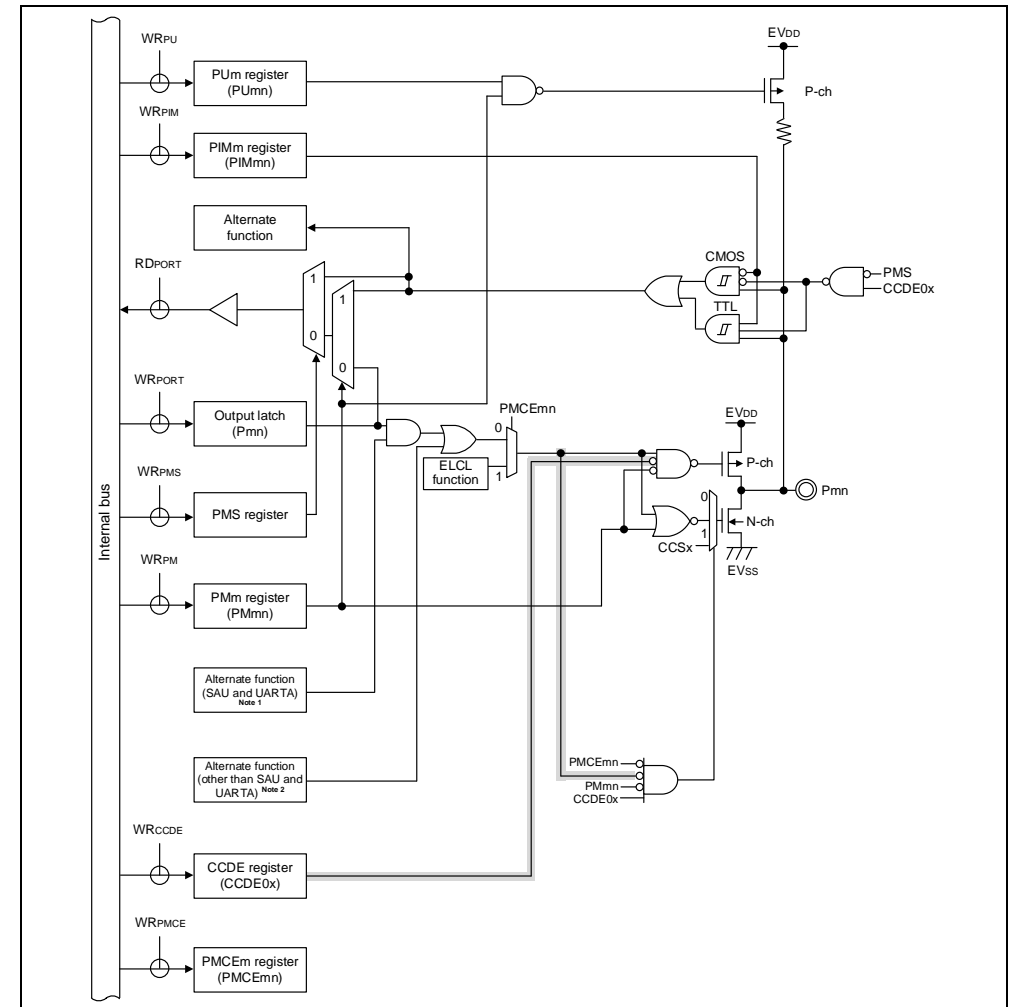 WRPU
PUm register
(PUmn)
EVDD
P-ch
WRPIM
PIMm register
(PIMmn)
Alternate
function
RDPORT
1
0
1
0
CMOS
TTL
PMS
CCDE0x
WRPORT
Output latch
(Pmn)
PMCEmn
0
1
ELCL
function
EVDD
P-ch
Pmn
WRPMS
PMS register
0
1
N-ch
CCSx
EVSS
Internal bus
WRPM
PMm register
(PMmn)
Alternate function
(SAU and UARTA)
Note 1
Alternate function
(other than SAU and
UARTA) Note 2
PMCEmn
PMmn
CCDE0x
WRCCDE
CCDE register
(CCDE0x)
WRPMCE
PMCEm register
(PMCEmn)